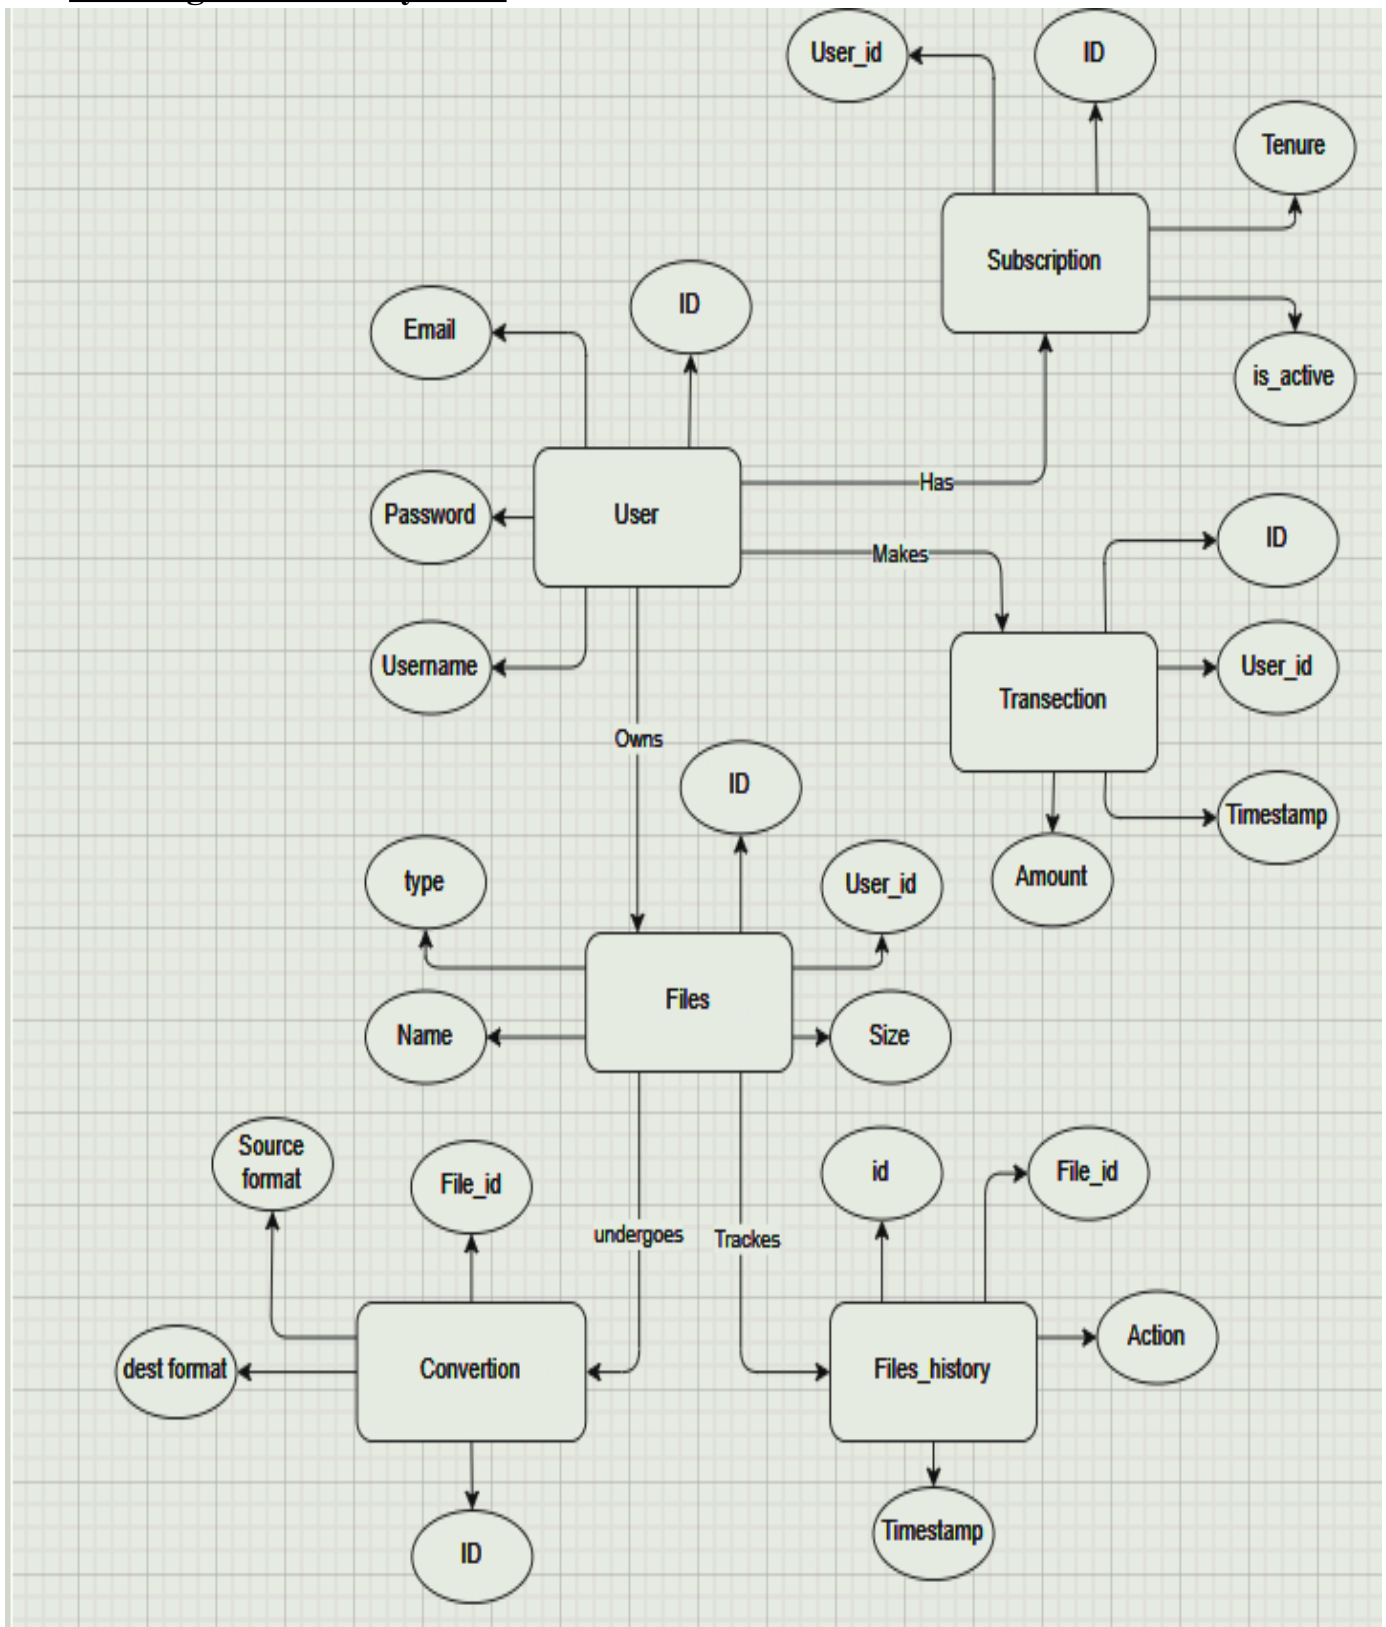 User_id
ID
Tenure
Subscription
is_active
ID
Email
Password
User
Has
Makes
Username
ID
User_id
Transection
Timestamp
Amount
Owns
ID
type
User_id
Files
Name
Size
Source
format
File_id
id
File_id
undergoes
Trackes
dest format
Convertion
Files_history
Action
ID
Timestamp